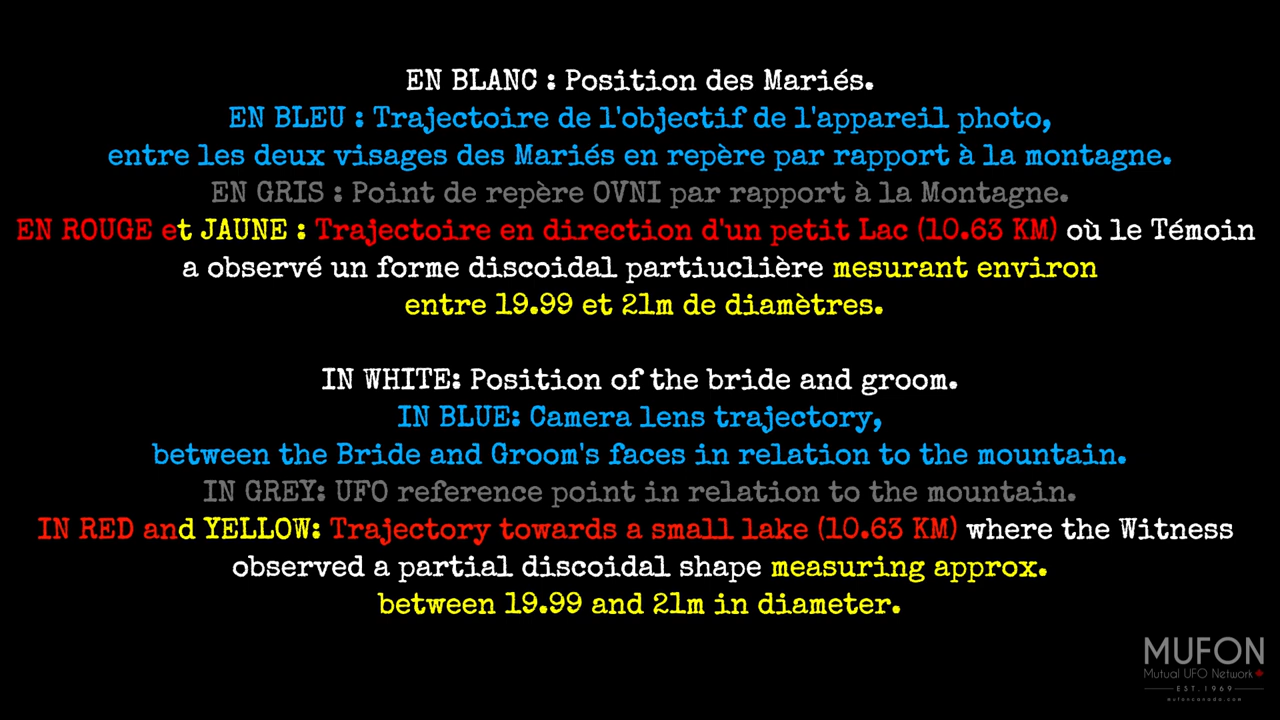 EN BLANC : Position des Mariés.
EN BLEU : Trajectoire de l'objectif de l'appareil photo,
entre les deux visages des Mariés en repère par rapport à la montagne.
EN GRIS : Point de repère OVNI par rapport à la Montagne.
EN ROUGE et JAUNE : Trajectoire en direction d'un petit Lac (10.63 KM) où le Témoin
a observé un forme discoidal partiuclière mesurant environ
entre 19.99 et 21m de diamètres.
IN WHITE: Position of the bride and groom.
IN BLUE: Camera lens trajectory,
between the Bride and Groom's faces in relation to the mountain.
IN GREY: UFO reference point in relation to the mountain.
IN RED and YELLOW: Trajectory towards a small lake (10.63 KM) where the Witness
observed a partial discoidal shape measuring approx.
between 19.99 and 21m in diameter.
MUFON
Mutual UFO Network
EST. 1969
mufoncanada.com